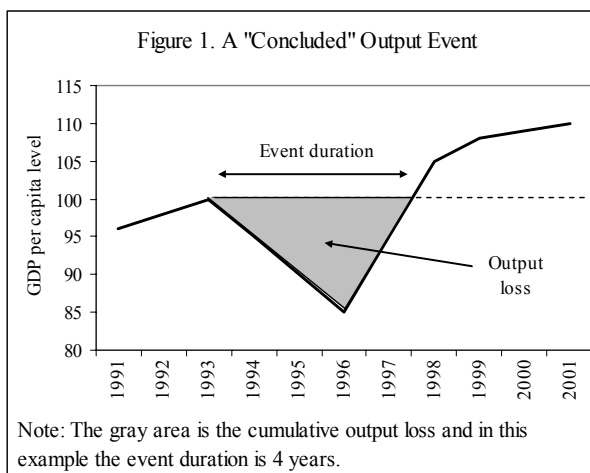 Figure 1. A "Concluded" Output Event
115
110
105
100
95
90
85
80
GDP per capita level
Event duration
Output
loss
1991
1992
1993
1994
1995
1996
1997
1998
1999
2000
2001
Note: The gray area is the cumulative output loss and in this
example the event duration is 4 years.